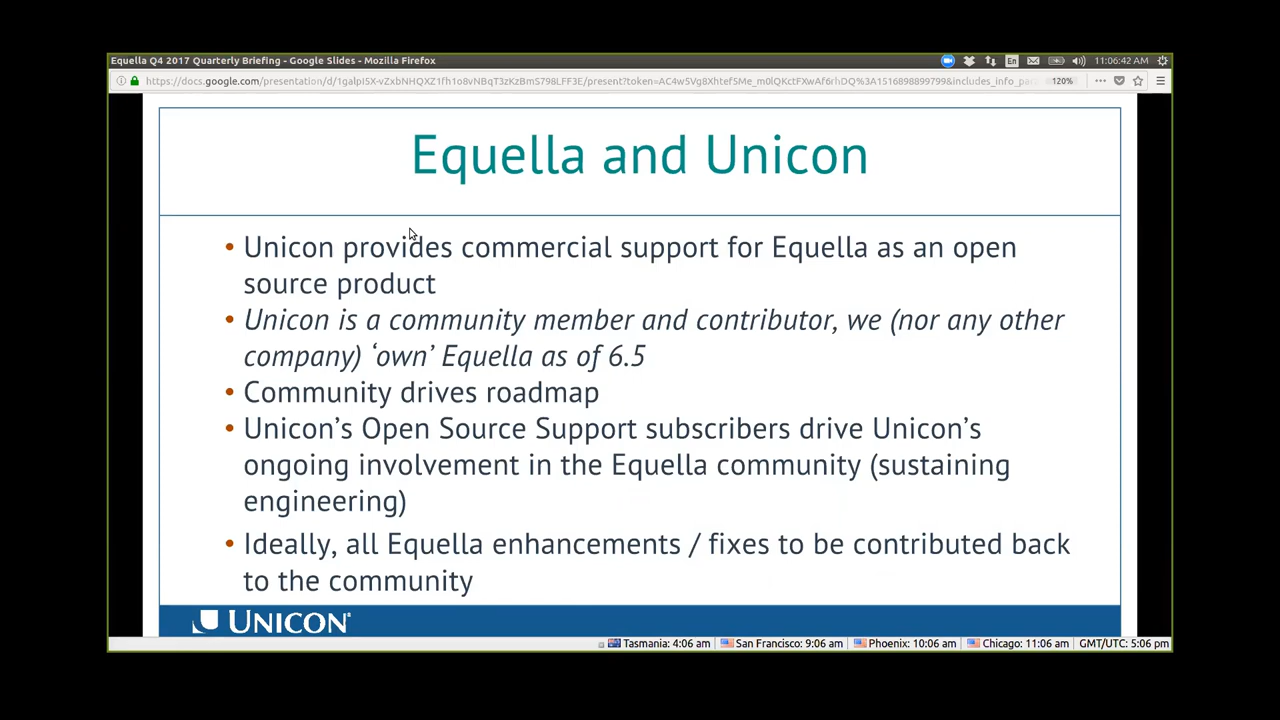 Equella Q4 2017 Quarterly Briefing - Google Slides - Mozilla Firefox
En
11:06:42 AM
120%
Equella and Unicon
• Unicon provides commercial support for Equella as an open
source product
• Unicon is a community member and contributor, we (nor any other
company) ‘own’ Equella as of 6.5
• Community drives roadmap
• Unicon’s Open Source Support subscribers drive Unicon’s
ongoing involvement in the Equella community (sustaining
engineering)
• Ideally, all Equella enhancements / fixes to be contributed back
to the community
UNICON
Tasmania: 4:06 am San Francisco: 9:06 am Phoenix: 10:06 am Chicago: 11:06 am GMT/UTC: 5:06 pm